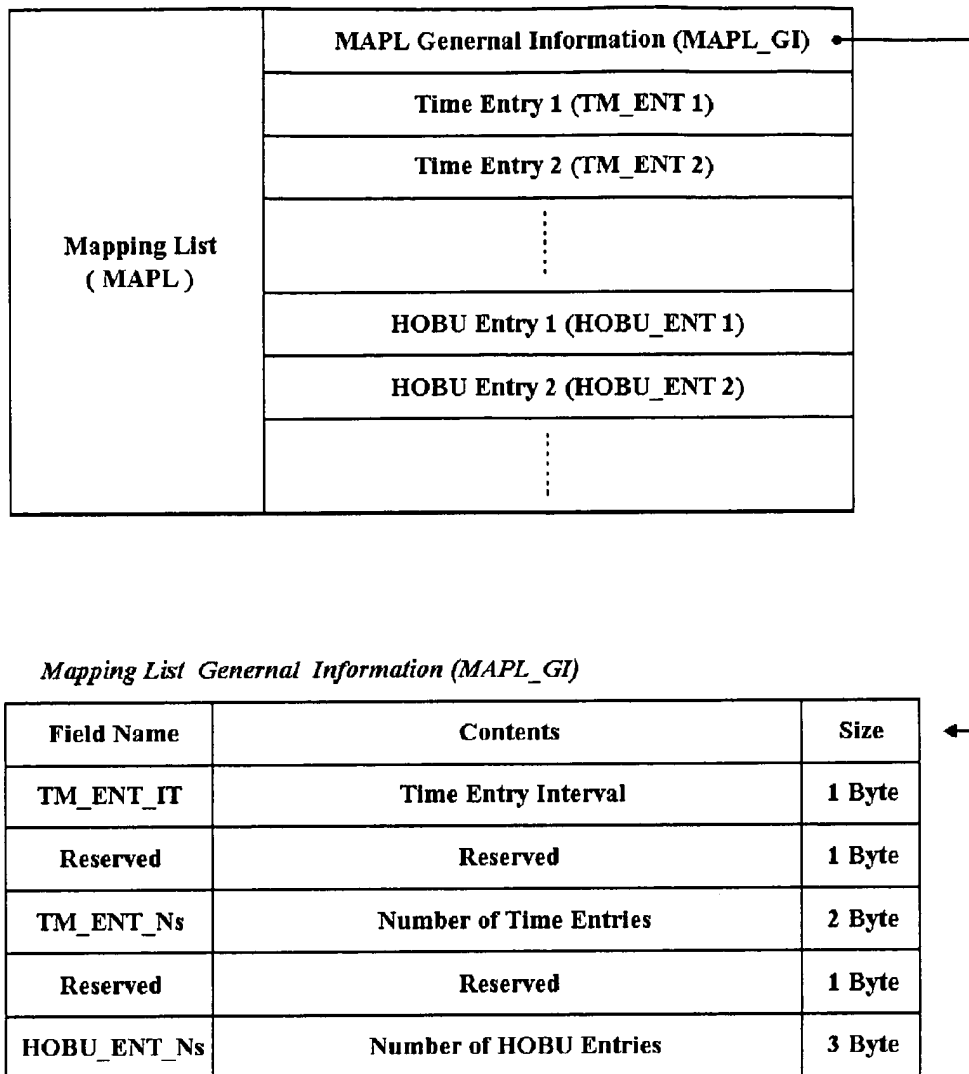 MAPL Genernal Information (MAPL_GI)
Time Entry 1 (TM_ENT 1)
Time Entry 2 (TM_ENT 2)
Mapping List
( MAPL )
HOBU Entry 1 (HOBU_ENT 1)
HOBU Entry 2 (HOBU_ENT 2)
Mapping List Genernal Information (MAPL_GI)
Field Name Contents Size
TM_ENT_IT Time Entry Interval 1 Byte
Reserved Reserved 1 Byte
TM_ENT_Ns Number of Time Entries 2 Byte
Reserved Reserved 1 Byte
HOBU_ENT_Ns Number of HOBU Entries 3 Byte